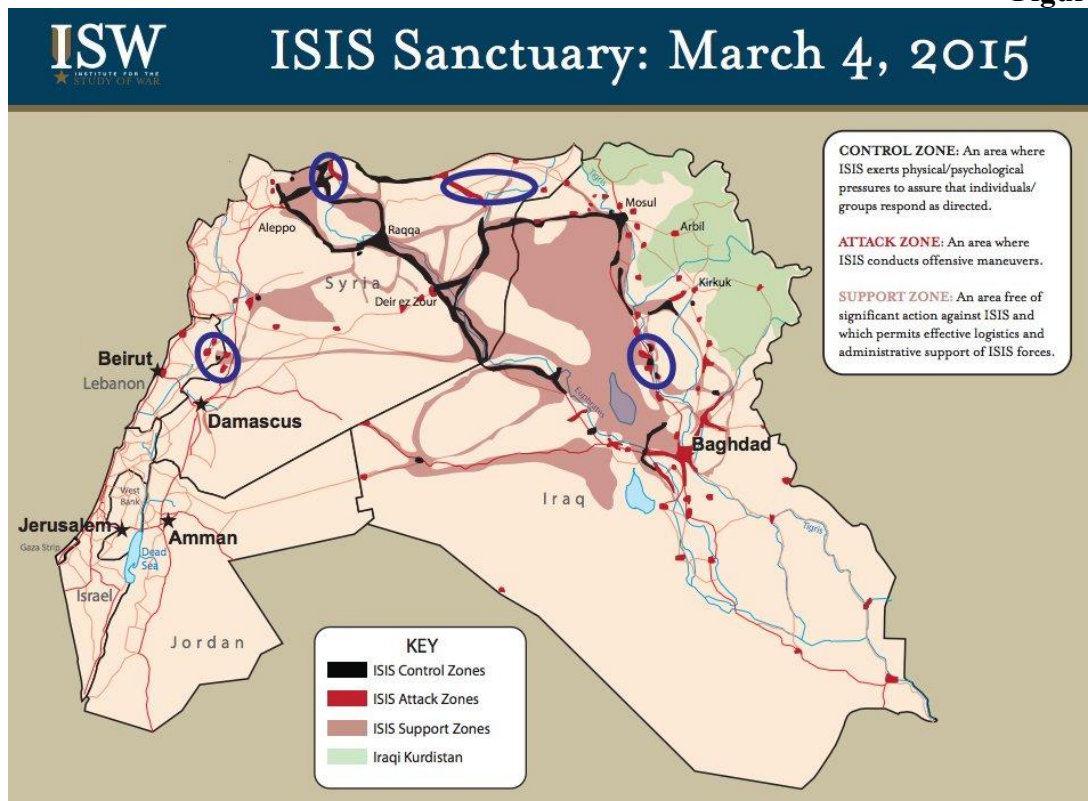 ISW
INSTITUTE FOR THE
STUDY OF WAR
ISIS Sanctuary: March 4, 2015
CONTROL ZONE: An area where
ISIS exerts physical/psychological
pressures to assure that individuals/
groups respond as directed.
ATTACK ZONE: An area where
ISIS conducts offensive maneuvers.
SUPPORT ZONE: An area free of
significant action against ISIS and
which permits effective logistics and
administrative support of ISIS forces.
Tigris
Mosul
Aleppo
Raqqa
Arbil
Syria
Kirkuk
Deir ez Zour
Beirut
Lebanon
Euphrates
Damascus
Baghdad
West
Bank
Iraq
Jerusalem
Amman
Tigris
Gaza Strip
Dead
Sea
Israel
Jordan
KEY
ISIS Control Zones
ISIS Attack Zones
ISIS Support Zones
Iraqi Kurdistan